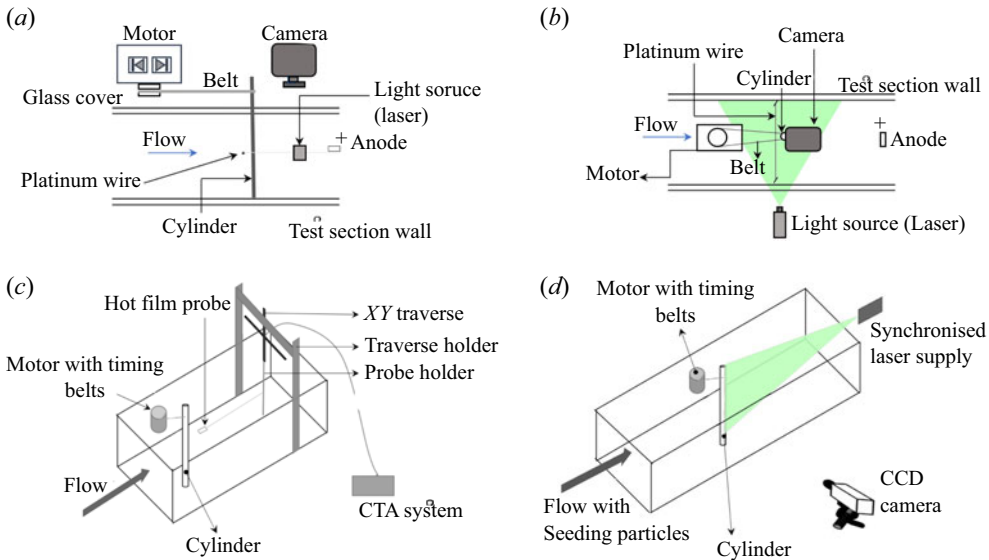 (a)
Motor
Camera
Belt
Glass cover
Light soruce
(laser)
Flow
+
Anode
Platinum wire
Cylinder
Test section wall
(b)
Camera
Platinum wire
Cylinder
Test section wall
Flow
+
Anode
Motor
Belt
Light source (Laser)
(c)
Hot film probe
XY traverse
Traverse holder
Motor with timing
belts
Probe holder
Flow
CTA system
Cylinder
(d)
Motor with timing
belts
Synchronised
laser supply
Flow with
Seeding particles
CCD
camera
Cylinder